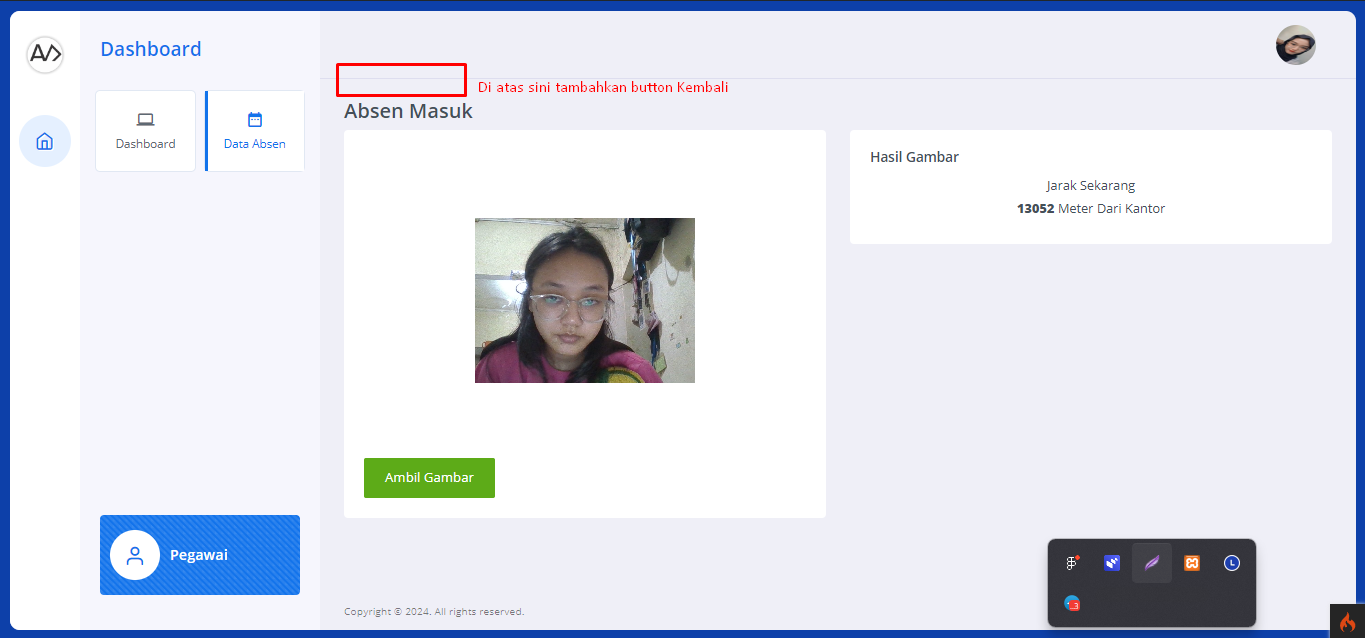 Dashboard
Di atas sini tambahkan button Kembali
Absen Masuk
Dashboard
Data Absen
Hasil Gambar
Jarak Sekarang
13052 Meter Dari Kantor
Ambil Gambar
Pegawai
Copyright © 2024. All rights reserved.
L